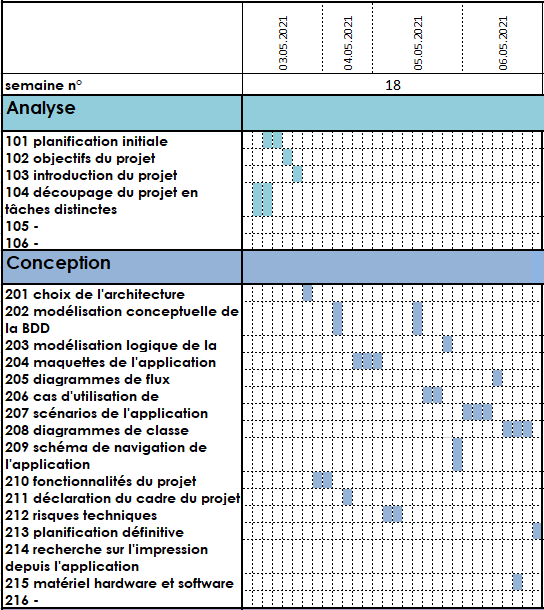 03.05.2021
04.05.2021
05.05.2021
06.05.2021
semaine n°
18
Analyse
101 planification initiale
102 objectifs du projet
103 introduction du projet
104 découpage du projet en
tâches distinctes
105 -
106 -
Conception
201 choix de l'architecture
202 modélisation conceptuelle de
la BDD
203 modélisation logique de la
204 maquettes de l'application
205 diagrammes de flux
206 cas d'utilisation de
207 scénarios de l'application
208 diagrammes de classe
209 schéma de navigation de
l'application
210 fonctionnalités du projet
211 déclaration du cadre du projet
212 risques techniques
213 planification définitive
214 recherche sur l'impression
depuis l'application
215 matériel hardware et software
216 -